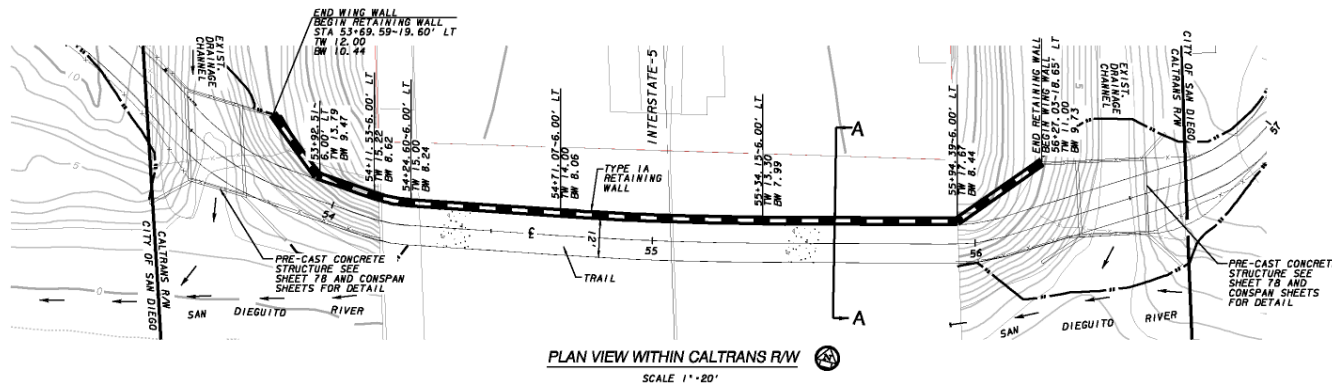 END WING WALL
BEGIN RETAINING WALL
STA 53+69.59~19.60' LT
TW 12.00
BW 10.44
EXIST.
DRAINAGE
CHANNEL
53+92.51~
6.00' LT
TW 13.79
BW 9.47
54+11.53~6.00' LT
TW 15.22
BW 8.62
54+24.60~6.00' LT
TW 15.00
BW 8.24
54+71.07~6.00' LT
TW 14.00
BW 8.06
INTERSTATE-5
TYPE 1A
RETAINING
WALL
55+34.15~6.00' LT
TW 13.30
BW 7.99
A
A
55+94.39~6.00' LT
TW 17.67
BW 8.44
END RETAINING WALL
BEGIN WING WALL
56+27.03~18.65' LT
TW 11.00
BW 9.73
EXIST.
DRAINAGE
CHANNEL
CITY OF SAN DIEGO
CALTRANS R/W
57
10
5
5
0
54
55
56
12'
TRAIL
CALTRANS R/W
CITY OF SAN DIEGO
PRE-CAST CONCRETE
STRUCTURE SEE
SHEET 78 AND CONSPAN
SHEETS FOR DETAIL
SAN DIEGUITO RIVER
PRE-CAST CONCRET
STRUCTURE SEE
SHEET 78 AND
CONSPAN SHEETS
FOR DETAIL
SAN DIEGUITO RIVER
PLAN VIEW WITHIN CALTRANS R/W
SCALE 1"=20'